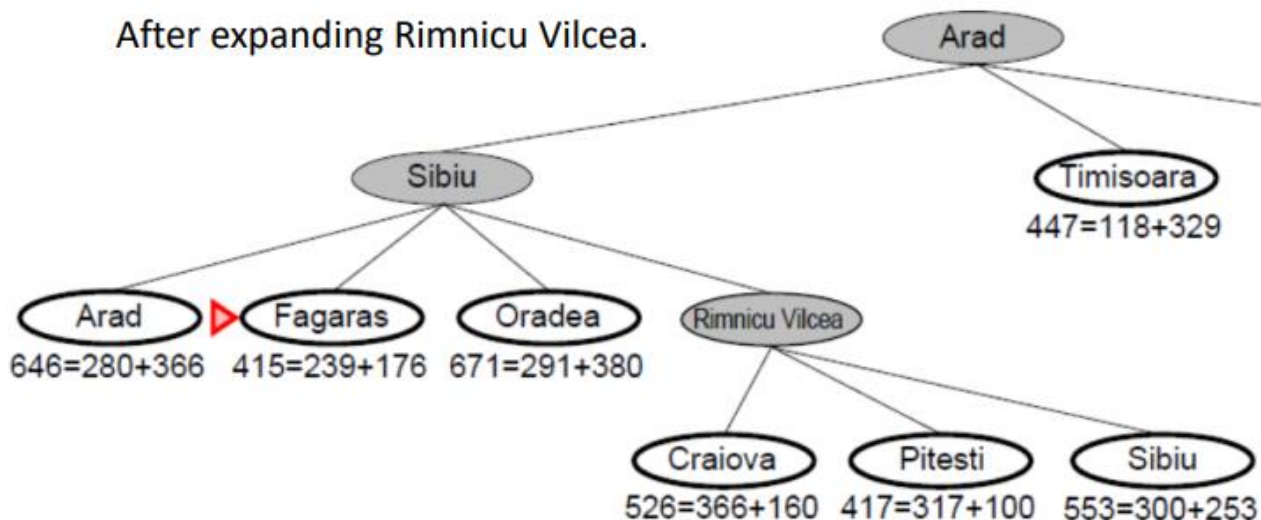 After expanding Rimnicu Vilcea.
Arad
Sibiu
Timisoara
447=118+329
Arad
Fagaras
Oradea
Rimnicu Vilcea
646=280+366
415=239+176
671=291+380
Craiova
Pitesti
Sibiu
526=366+160
417=317+100
553=300+253